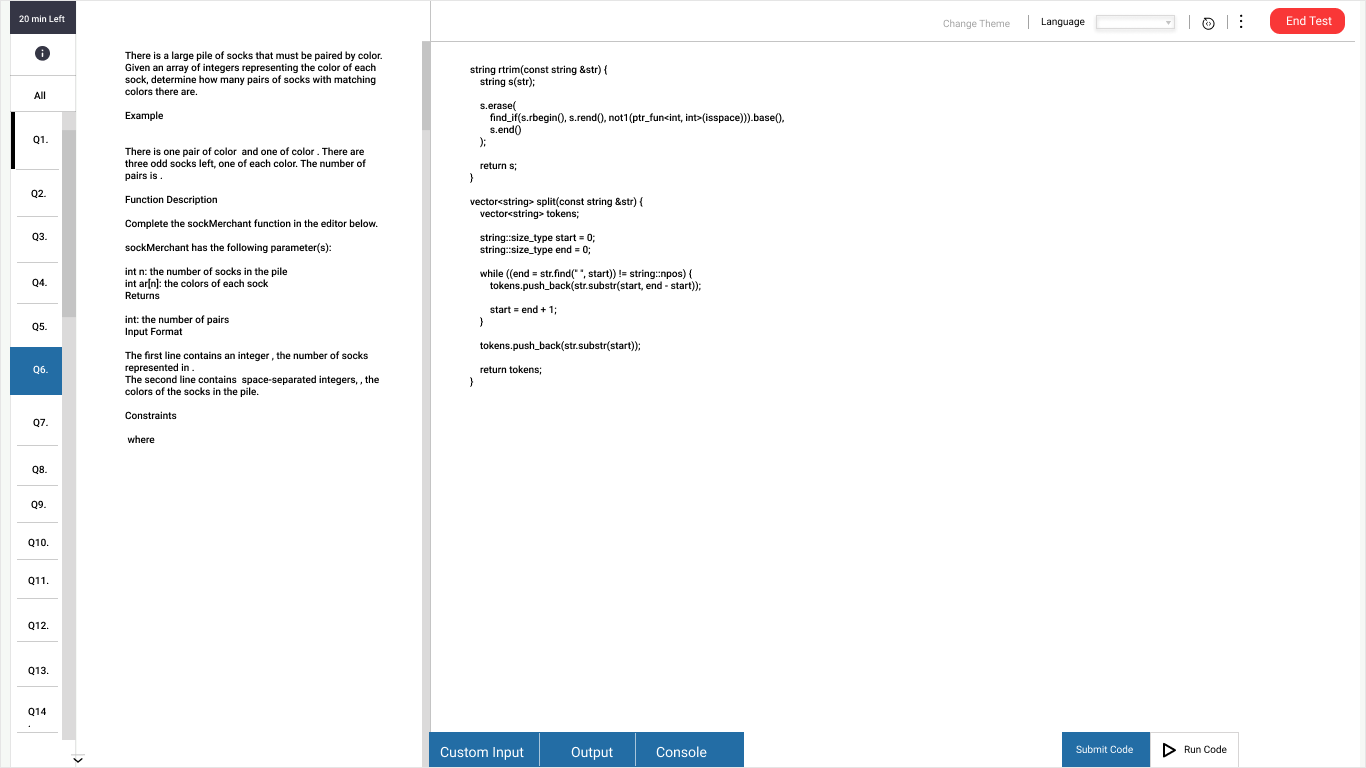 20 min Left
Change Theme
Language
End Test
All
Q1.
Q2.
Q3.
Q4.
Q5.
Q6.
Q7.
Q8.
Q9.
Q10.
Q11.
Q12.
Q13.
Q14
.
There is a large pile of socks that must be paired by color.
Given an array of integers representing the color of each
sock, determine how many pairs of socks with matching
colors there are.
Example
There is one pair of color  and one of color . There are
three odd socks left, one of each color. The number of
pairs is .
Function Description
Complete the sockMerchant function in the editor below.
sockMerchant has the following parameter(s):
int n: the number of socks in the pile
int ar[n]: the colors of each sock
Returns
int: the number of pairs
Input Format
The first line contains an integer , the number of socks
represented in .
The second line contains  space-separated integers, , the
colors of the socks in the pile.
Constraints
where
string rtrim(const string &str) {
string s(str);
s.erase(
find_if(s.rbegin(), s.rend(), not1(ptr_fun<int, int>(isspace))).base(),
s.end()
);
return s;
}
vector<string> split(const string &str) {
vector<string> tokens;
string::size_type start = 0;
string::size_type end = 0;
while ((end = str.find(" ", start)) != string::npos) {
tokens.push_back(str.substr(start, end - start));
start = end + 1;
}
tokens.push_back(str.substr(start));
return tokens;
}
Custom Input
Output
Console
Submit Code
Run Code